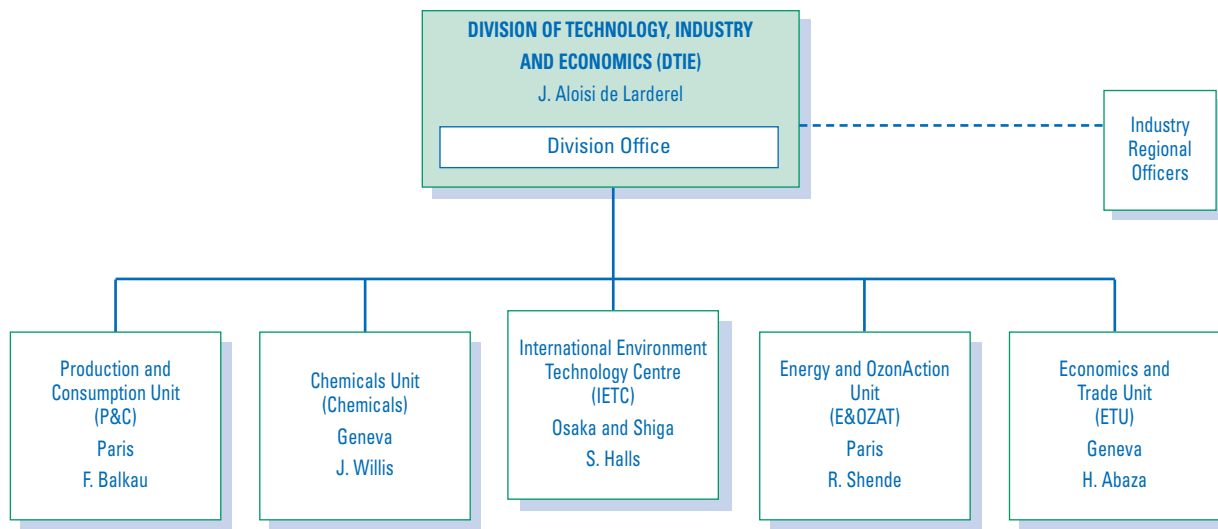 DIVISION OF TECHNOLOGY, INDUSTRY
AND ECONOMICS (DTIE)
J. Aloisi de Larderel
Division Office
Industry
Regional
Officers
Production and
Consumption Unit
(P&C)
Paris
F. Balkau
Chemicals Unit
(Chemicals)
Geneva
J. Willis
International Environment
Technology Centre
(IETC)
Osaka and Shiga
S. Halls
Energy and OzonAction
Unit
(E&OZAT)
Paris
R. Shende
Economics and
Trade Unit
(ETU)
Geneva
H. Abaza